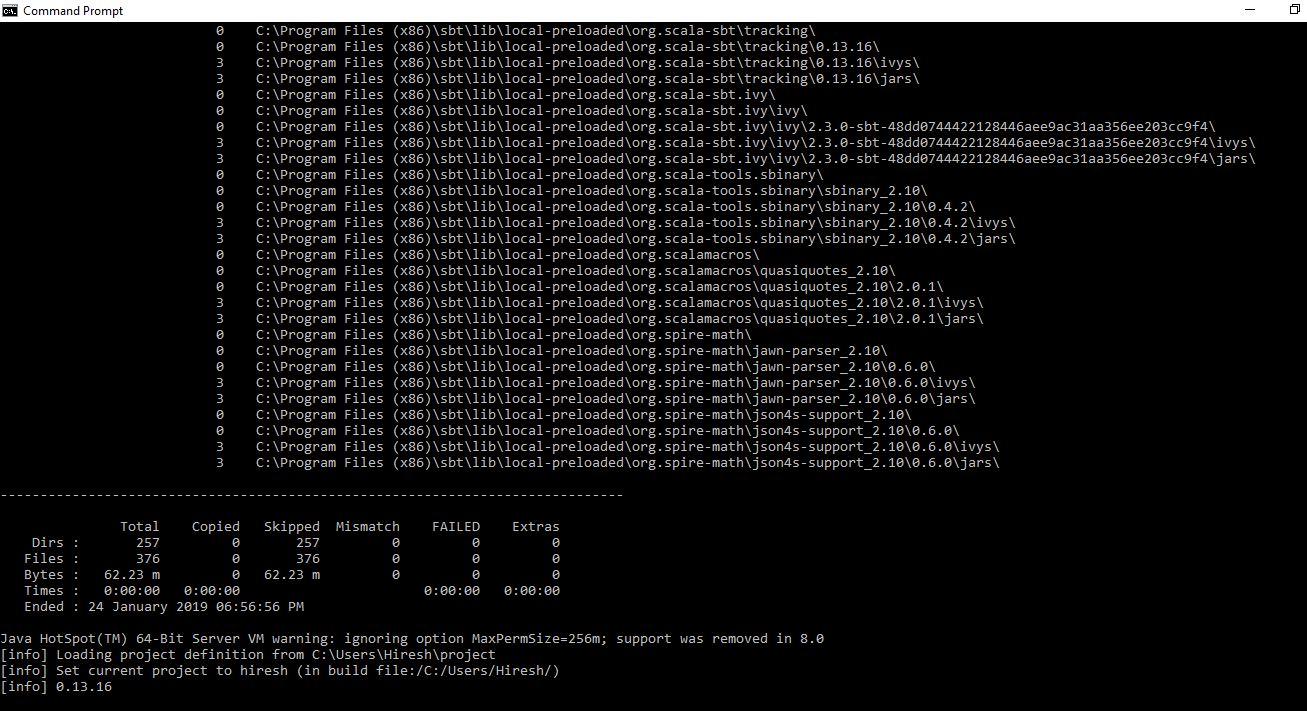 Command Prompt
0 C:\Program Files (x86)\sbt\lib\local-preloaded\org.scala-sbt\tracking\
0 C:\Program Files (x86)\sbt\lib\local-preloaded\org.scala-sbt\tracking\0.13.16\
3 C:\Program Files (x86)\sbt\lib\local-preloaded\org.scala-sbt\tracking\0.13.16\ivys\
3 C:\Program Files (x86)\sbt\lib\local-preloaded\org.scala-sbt\tracking\0.13.16\jars\
0 C:\Program Files (x86)\sbt\lib\local-preloaded\org.scala-sbt.ivy\
0 C:\Program Files (x86)\sbt\lib\local-preloaded\org.scala-sbt.ivy\ivy\
0 C:\Program Files (x86)\sbt\lib\local-preloaded\org.scala-sbt.ivy\ivy\2.3.0-sbt-48dd0744422128446aee9ac31aa356ee203cc9f4\
3 C:\Program Files (x86)\sbt\lib\local-preloaded\org.scala-sbt.ivy\ivy\2.3.0-sbt-48dd0744422128446aee9ac31aa356ee203cc9f4\ivys\
3 C:\Program Files (x86)\sbt\lib\local-preloaded\org.scala-sbt.ivy\ivy\2.3.0-sbt-48dd0744422128446aee9ac31aa356ee203cc9f4\jars\
0 C:\Program Files (x86)\sbt\lib\local-preloaded\org.scala-tools.sbinary\
0 C:\Program Files (x86)\sbt\lib\local-preloaded\org.scala-tools.sbinary\sbinary_2.10\
0 C:\Program Files (x86)\sbt\lib\local-preloaded\org.scala-tools.sbinary\sbinary_2.10\0.4.2\
3 C:\Program Files (x86)\sbt\lib\local-preloaded\org.scala-tools.sbinary\sbinary_2.10\0.4.2\ivys\
3 C:\Program Files (x86)\sbt\lib\local-preloaded\org.scala-tools.sbinary\sbinary_2.10\0.4.2\jars\
0 C:\Program Files (x86)\sbt\lib\local-preloaded\org.scalamacros\
0 C:\Program Files (x86)\sbt\lib\local-preloaded\org.scalamacros\quasiquotes_2.10\
0 C:\Program Files (x86)\sbt\lib\local-preloaded\org.scalamacros\quasiquotes_2.10\2.0.1\
3 C:\Program Files (x86)\sbt\lib\local-preloaded\org.scalamacros\quasiquotes_2.10\2.0.1\ivys\
3 C:\Program Files (x86)\sbt\lib\local-preloaded\org.scalamacros\quasiquotes_2.10\2.0.1\jars\
0 C:\Program Files (x86)\sbt\lib\local-preloaded\org.spire-math\
0 C:\Program Files (x86)\sbt\lib\local-preloaded\org.spire-math\jawn-parser_2.10\
0 C:\Program Files (x86)\sbt\lib\local-preloaded\org.spire-math\jawn-parser_2.10\0.6.0\
3 C:\Program Files (x86)\sbt\lib\local-preloaded\org.spire-math\jawn-parser_2.10\0.6.0\ivys\
3 C:\Program Files (x86)\sbt\lib\local-preloaded\org.spire-math\jawn-parser_2.10\0.6.0\jars\
0 C:\Program Files (x86)\sbt\lib\local-preloaded\org.spire-math\json4s-support_2.10\
0 C:\Program Files (x86)\sbt\lib\local-preloaded\org.spire-math\json4s-support_2.10\0.6.0\
3 C:\Program Files (x86)\sbt\lib\local-preloaded\org.spire-math\json4s-support_2.10\0.6.0\ivys\
3 C:\Program Files (x86)\sbt\lib\local-preloaded\org.spire-math\json4s-support_2.10\0.6.0\jars\
------------------------------------------------------------------------------
Total Copied Skipped Mismatch FAILED Extras
Dirs : 257 0 257 0 0 0
Files : 376 0 376 0 0 0
Bytes : 62.23 m 0 62.23 m 0 0 0
Times : 0:00:00 0:00:00 0:00:00 0:00:00
Ended : 24 January 2019 06:56:56 PM
Java HotSpot(TM) 64-Bit Server VM warning: ignoring option MaxPermSize=256m; support was removed in 8.0
[info] Loading project definition from C:\Users\Hiresh\project
[info] Set current project to hiresh (in build file:/C:/Users/Hiresh/)
[info] 0.13.16